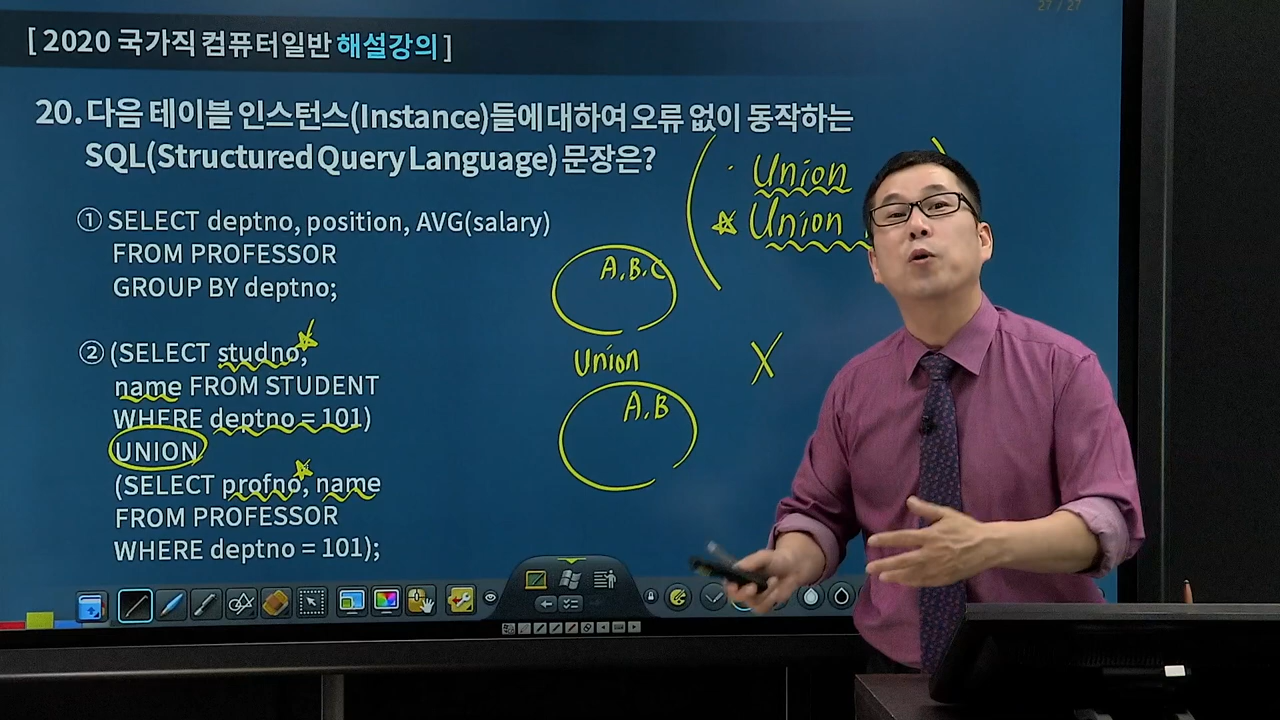 27 / 27
[ 2020 국가직 컴퓨터일반 해설강의 ]
20. 다음 테이블 인스턴스(Instance)들에 대하여 오류 없이 동작하는
SQL(Structured Query Language) 문장은?
· Union
☆ Union
① SELECT deptno, position, AVG(salary)
FROM PROFESSOR
GROUP BY deptno;
A.B.C
Union
X
A.B
② (SELECT studno,
name FROM STUDENT
WHERE deptno = 101)
UNION
(SELECT profno, name
FROM PROFESSOR
WHERE deptno = 101);